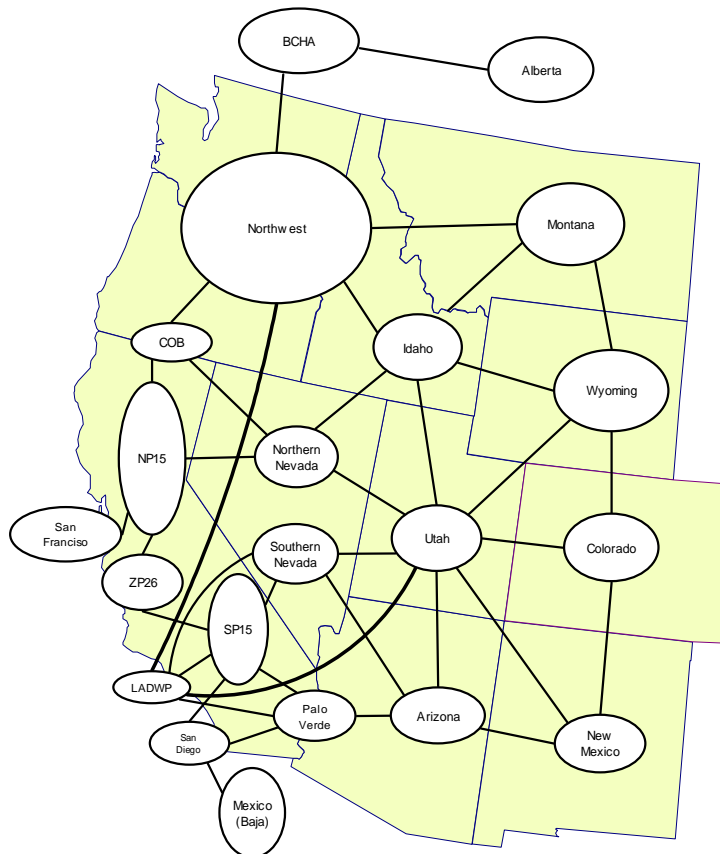 BCHA
Alberta
Northwest
Montana
COB
Idaho
Wyoming
NP15
Northern
Nevada
San
Franciso
Utah
Colorado
Southern
Nevada
ZP26
SP15
LADWP
Palo
Verde
Arizona
San
Diego
New
Mexico
Mexico
(Baja)